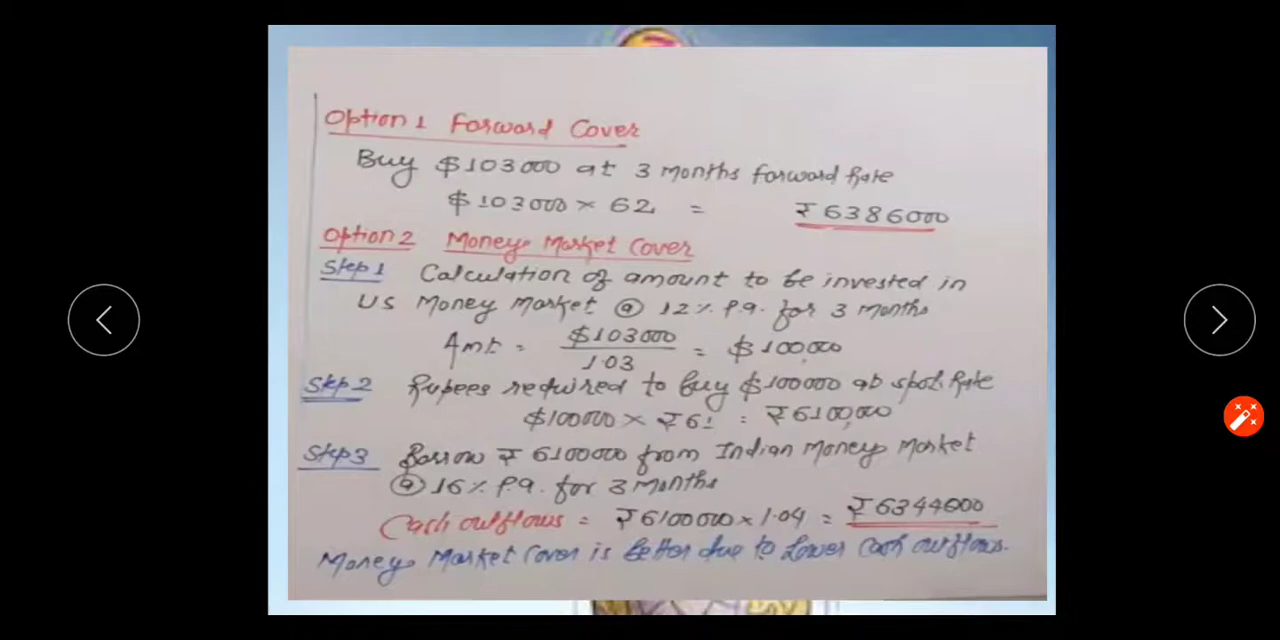 Option 1 Forward Cover
Buy $103000 at 3 months forward Rate
$103000 × 62 = ₹6386000
Option 2 Money Market Cover
Step 1 Calculation of amount to be invested in
US Money Market @ 12% P.a. for 3 months
Amt = $103000 / 1.03 = $100,000
Step 2 Rupees required to buy $100000 at spot Rate
$100000 × ₹61 = ₹6100,000
Step 3 Borrow ₹6100000 from Indian Money Market
@ 16% P.a. for 3 Months
Cash outflows = ₹6100000 × 1.04 = ₹6344000
Money Market Cover is better due to Lower Cash outflows.